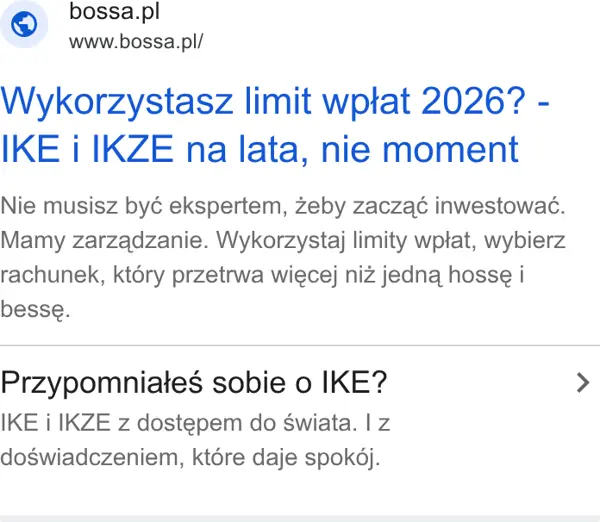 bossa.pl
www.bossa.pl/
Wykorzystasz limit wpłat 2026? -
IKE i IKZE na lata, nie moment
Nie musisz być ekspertem, żeby zacząć inwestować.
Mamy zarządzanie. Wykorzystaj limity wpłat, wybierz
rachunek, który przetrwa więcej niż jedną hossę i
bessę.
Przypomniałeś sobie o IKE?
IKE i IKZE z dostępem do świata. I z
doświadczeniem, które daje spokój.